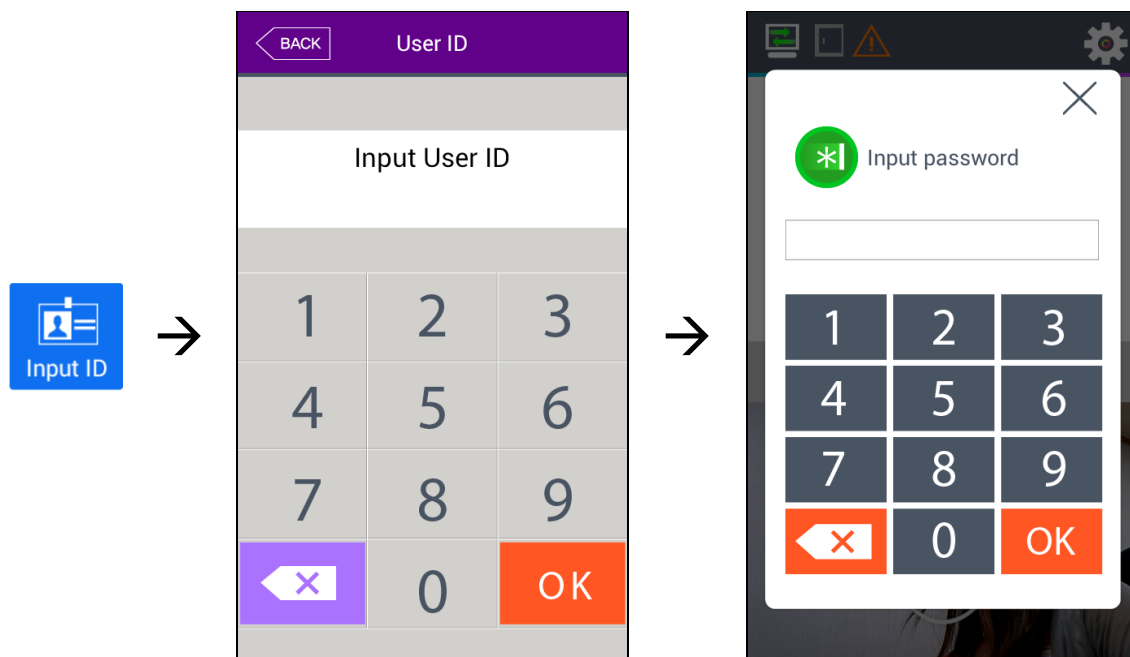 Input ID
BACK
User ID
Input User ID
1 2 3
4 5 6
7 8 9
0 OK
Input password
1 2 3
4 5 6
7 8 9
0 OK